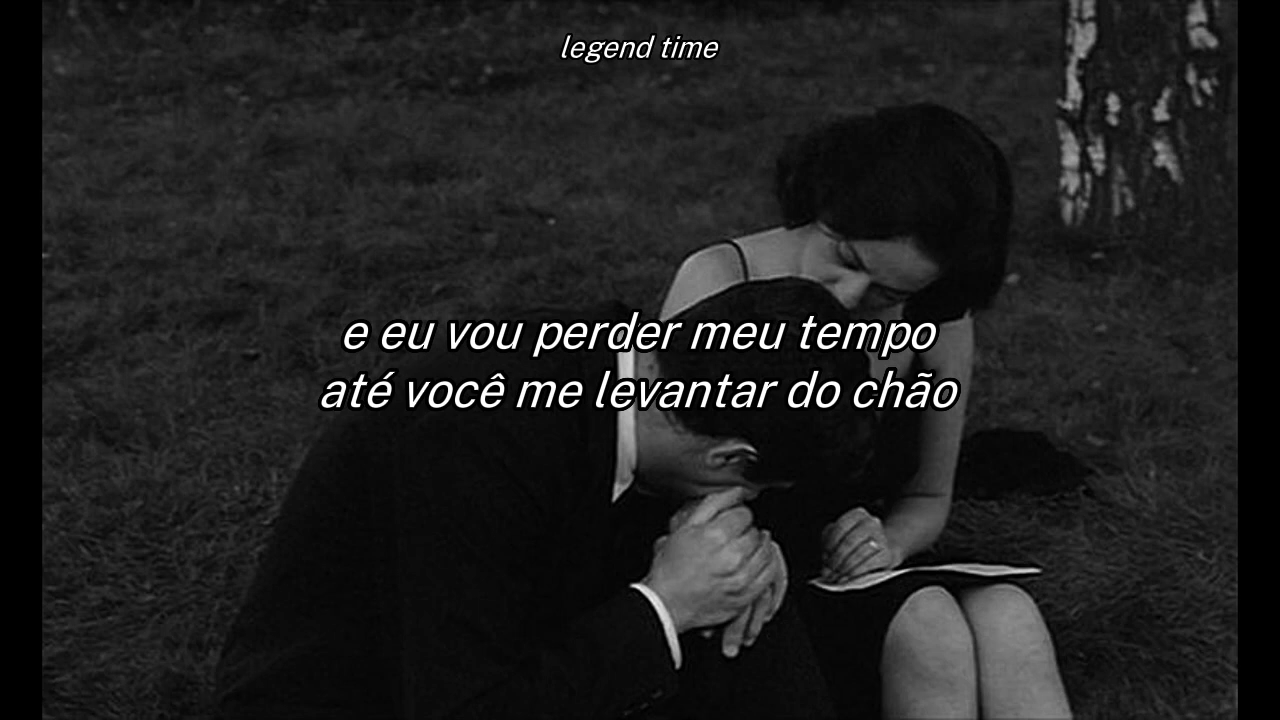 legend time
e eu vou perder meu tempo
até você me levantar do chão